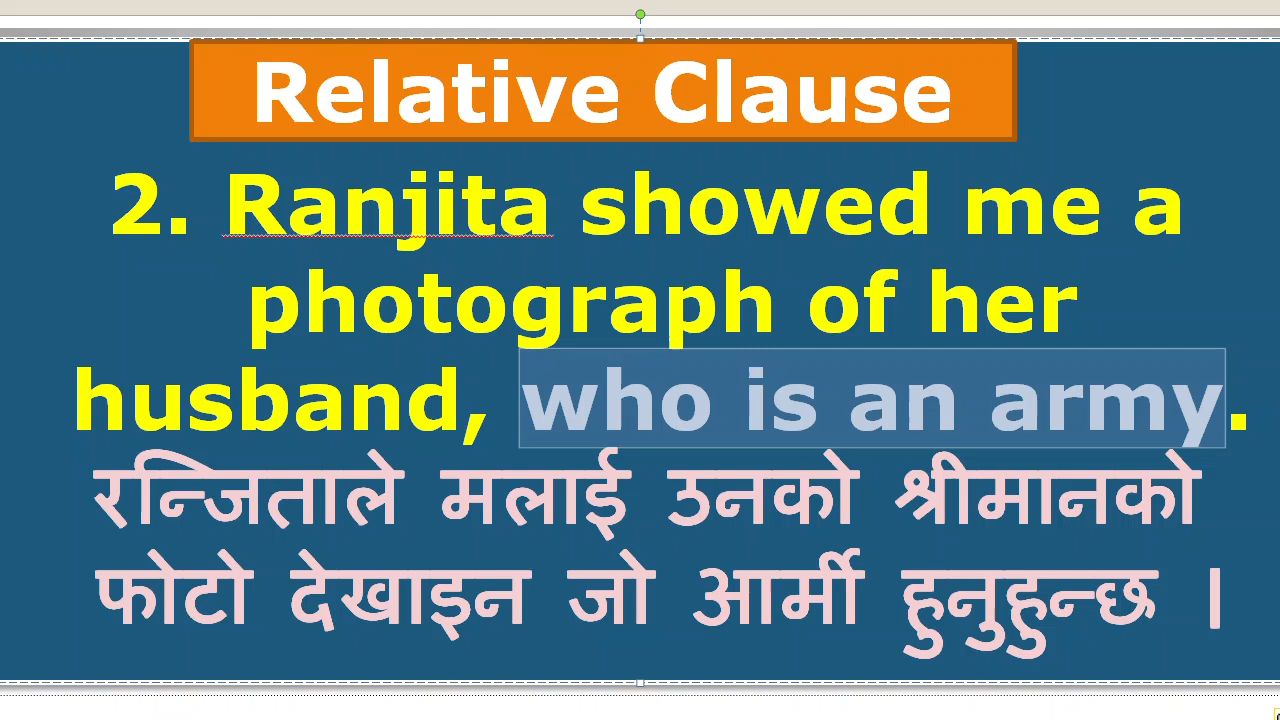 Relative Clause
2. Ranjita showed me a
photograph of her
husband, who is an army.
रन्जिताले मलाई उनको श्रीमानको
फोटो देखाइन जो आर्मी हुनुहुन्छ ।